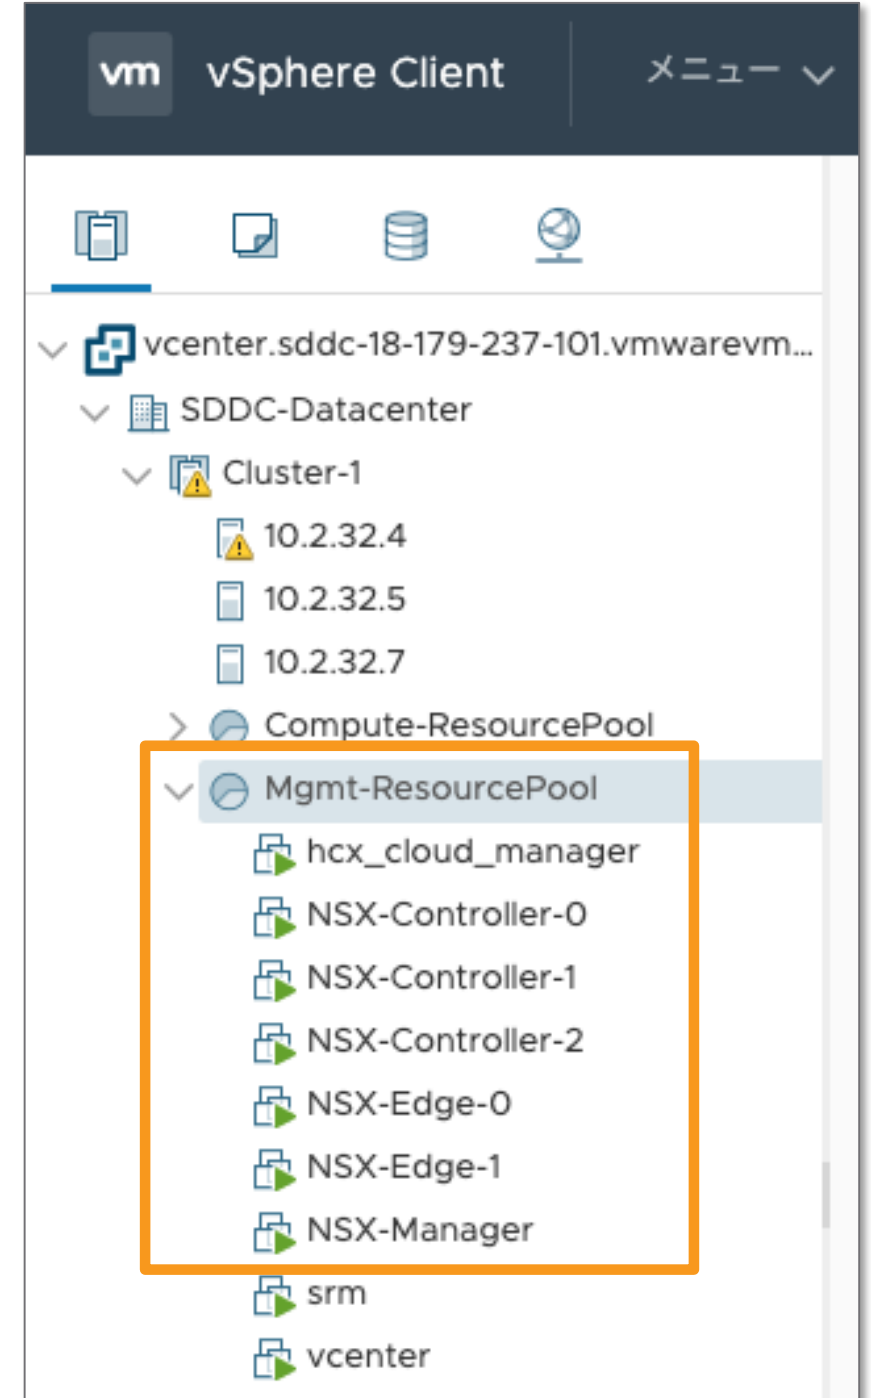 vm vSphere Client メニュー
vcenter.sddc-18-179-237-101.vmwarevm...
SDDC-Datacenter
Cluster-1
10.2.32.4
10.2.32.5
10.2.32.7
Compute-ResourcePool
Mgmt-ResourcePool
hcx_cloud_manager
NSX-Controller-0
NSX-Controller-1
NSX-Controller-2
NSX-Edge-0
NSX-Edge-1
NSX-Manager
srm
vcenter